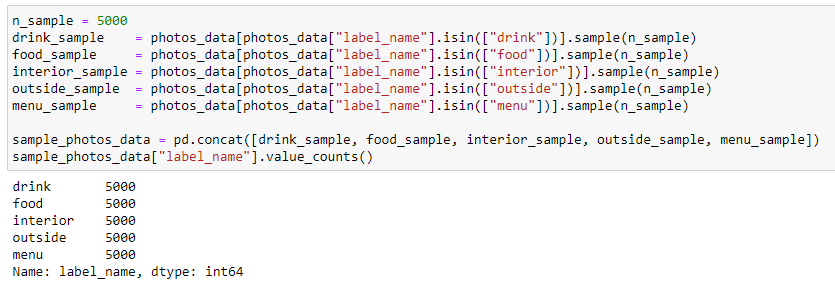 n_sample = 5000
drink_sample    = photos_data[photos_data["label_name"].isin(["drink"])].sample(n_sample)
food_sample     = photos_data[photos_data["label_name"].isin(["food"])].sample(n_sample)
interior_sample = photos_data[photos_data["label_name"].isin(["interior"])].sample(n_sample)
outside_sample  = photos_data[photos_data["label_name"].isin(["outside"])].sample(n_sample)
menu_sample     = photos_data[photos_data["label_name"].isin(["menu"])].sample(n_sample)

sample_photos_data = pd.concat([drink_sample, food_sample, interior_sample, outside_sample, menu_sample])
sample_photos_data["label_name"].value_counts()
drink       5000
food        5000
interior    5000
outside     5000
menu        5000
Name: label_name, dtype: int64